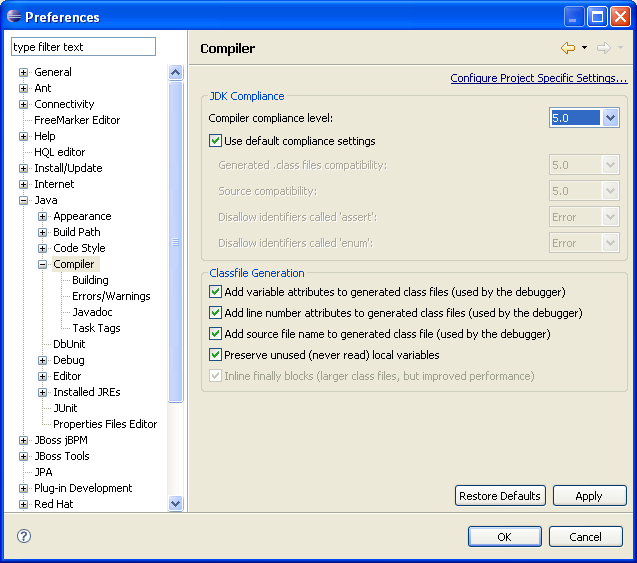 Preferences
type filter text
General
Ant
Connectivity
FreeMarker Editor
Help
HQL editor
Install/Update
Internet
Java
Appearance
Build Path
Code Style
Compiler
Building
Errors/Warnings
Javadoc
Task Tags
DbUnit
Debug
Editor
Installed JREs
JUnit
Properties Files Editor
JBoss jBPM
JBoss Tools
JPA
Plug-in Development
Red Hat
Compiler
Configure Project Specific Settings...
JDK Compliance
Compiler compliance level: 5.0
Use default compliance settings
Generated .class files compatibility: 5.0
Source compatibility: 5.0
Disallow identifiers called 'assert': Error
Disallow identifiers called 'enum': Error
Classfile Generation
Add variable attributes to generated class files (used by the debugger)
Add line number attributes to generated class files (used by the debugger)
Add source file name to generated class file (used by the debugger)
Preserve unused (never read) local variables
Inline finally blocks (larger class files, but improved performance)
Restore Defaults Apply
? OK Cancel